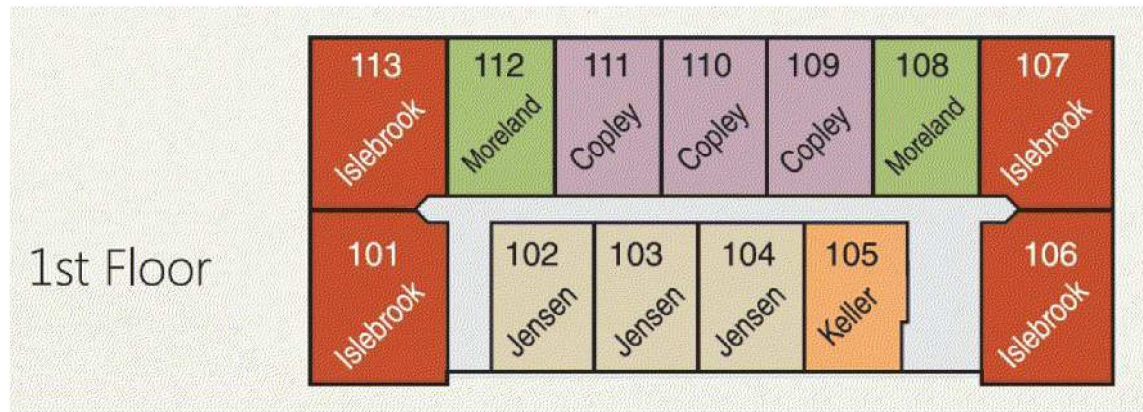 113 112 111 110 109 108 107
Islebrook Moreland Copley Copley Copley Moreland Islebrook
1st Floor
101 102 103 104 105 106
Islebrook Jensen Jensen Jensen Keller Islebrook